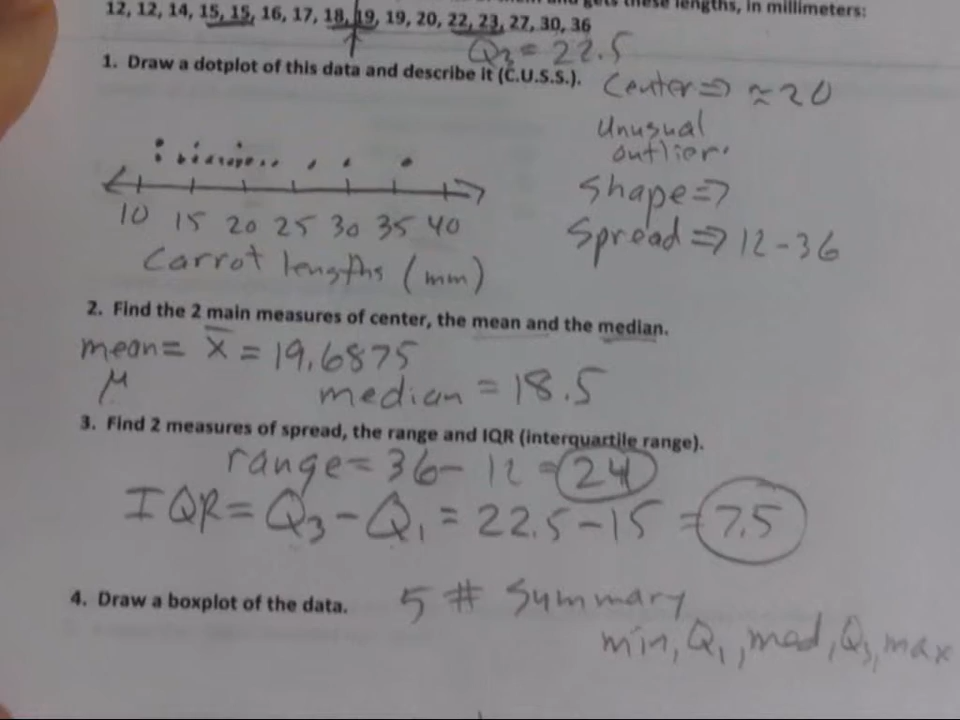 gets these lengths, in millimeters:
12, 12, 14, 15, 15, 16, 17, 18, 19, 19, 20, 22, 23, 27, 30, 36
Q3 = 22.5
1. Draw a dotplot of this data and describe it (C.U.S.S.).
Center => ≈ 20
Unusual
outlier
Shape =>
Spread => 12 - 36
10 15 20 25 30 35 40
Carrot lengths (mm)
2. Find the 2 main measures of center, the mean and the median.
mean = x̄ = 19.6875
μ
median = 18.5
3. Find 2 measures of spread, the range and IQR (interquartile range).
range = 36 - 12 = 24
IQR = Q3 - Q1 = 22.5 - 15 = 7.5
4. Draw a boxplot of the data.
5 # Summary
min, Q1, med, Q3, max